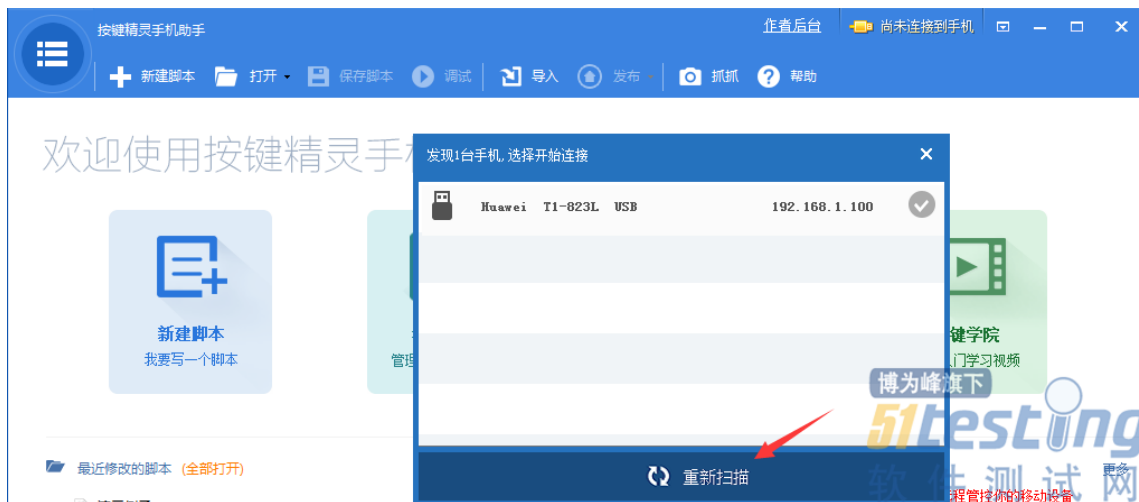 按键精灵手机助手
作者后台
尚未连接到手机
新建脚本 打开 保存脚本 调试 导入 发布 抓抓 帮助
欢迎使用按键精灵手
发现1台手机,选择开始连接
Huawei T1-823L USB 192.168.1.100
新建脚本
我要写一个脚本
管理
键学院
门学习视频
博为峰旗下
51testing
软件测试网
最近修改的脚本 (全部打开)
更多
重新扫描
程管控你的移动设备